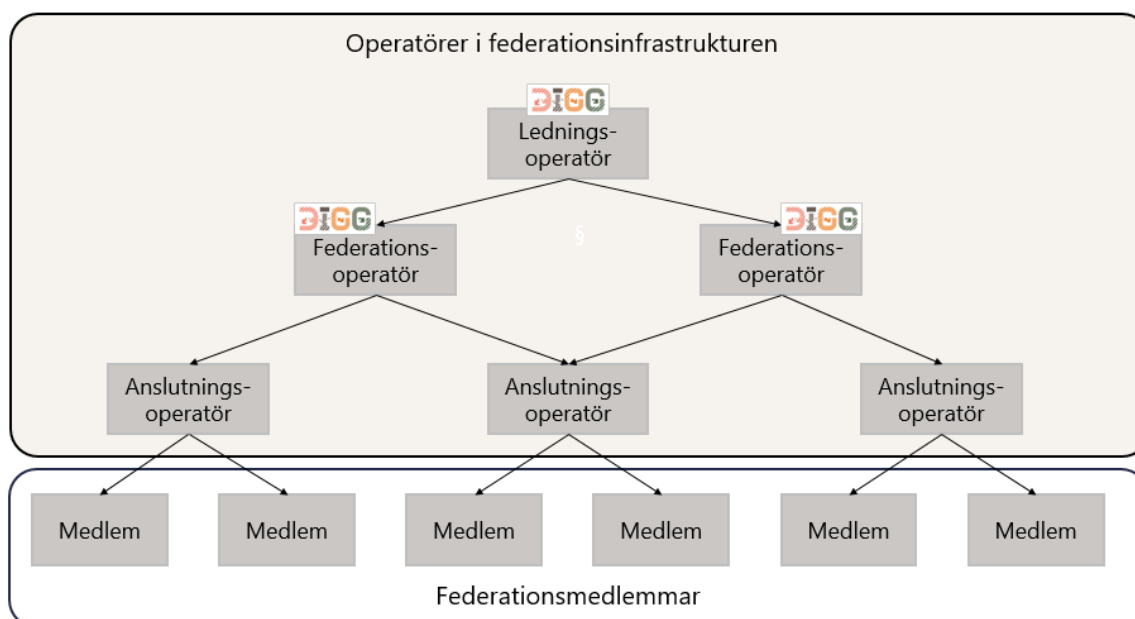 Operatörer i federationsinfrastrukturen
DIGG
Lednings-
operatör
DIGG
DIGG
Federations-
operatör
§
Federations-
operatör
Anslutnings-
operatör
Anslutnings-
operatör
Anslutnings-
operatör
Medlem
Medlem
Medlem
Medlem
Medlem
Medlem
Federationsmedlemmar